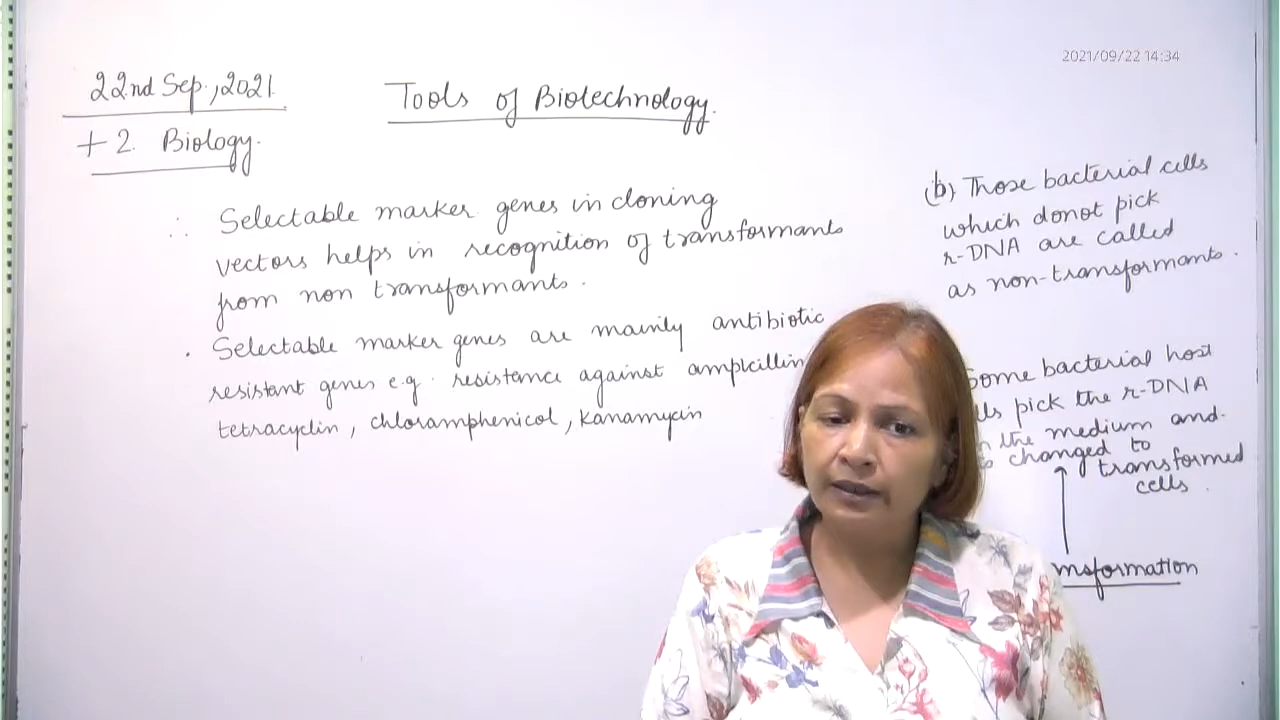 2021/09/22 14:34
22nd Sep., 2021.
+2. Biology.
Tools of Biotechnology.
∴ Selectable marker genes in cloning
vectors helps in recognition of transformants
from non transformants.
. Selectable marker genes are mainly antibiotic
resistant genes e.g. resistance against ampicillin
tetracyclin, chloramphenicol, kanamycin
(b) Those bacterial cells
which donot pick
r-DNA are called
as non-transformants.
Some bacterial host
pick the r-DNA
the medium and
changed to
transformed
cells.